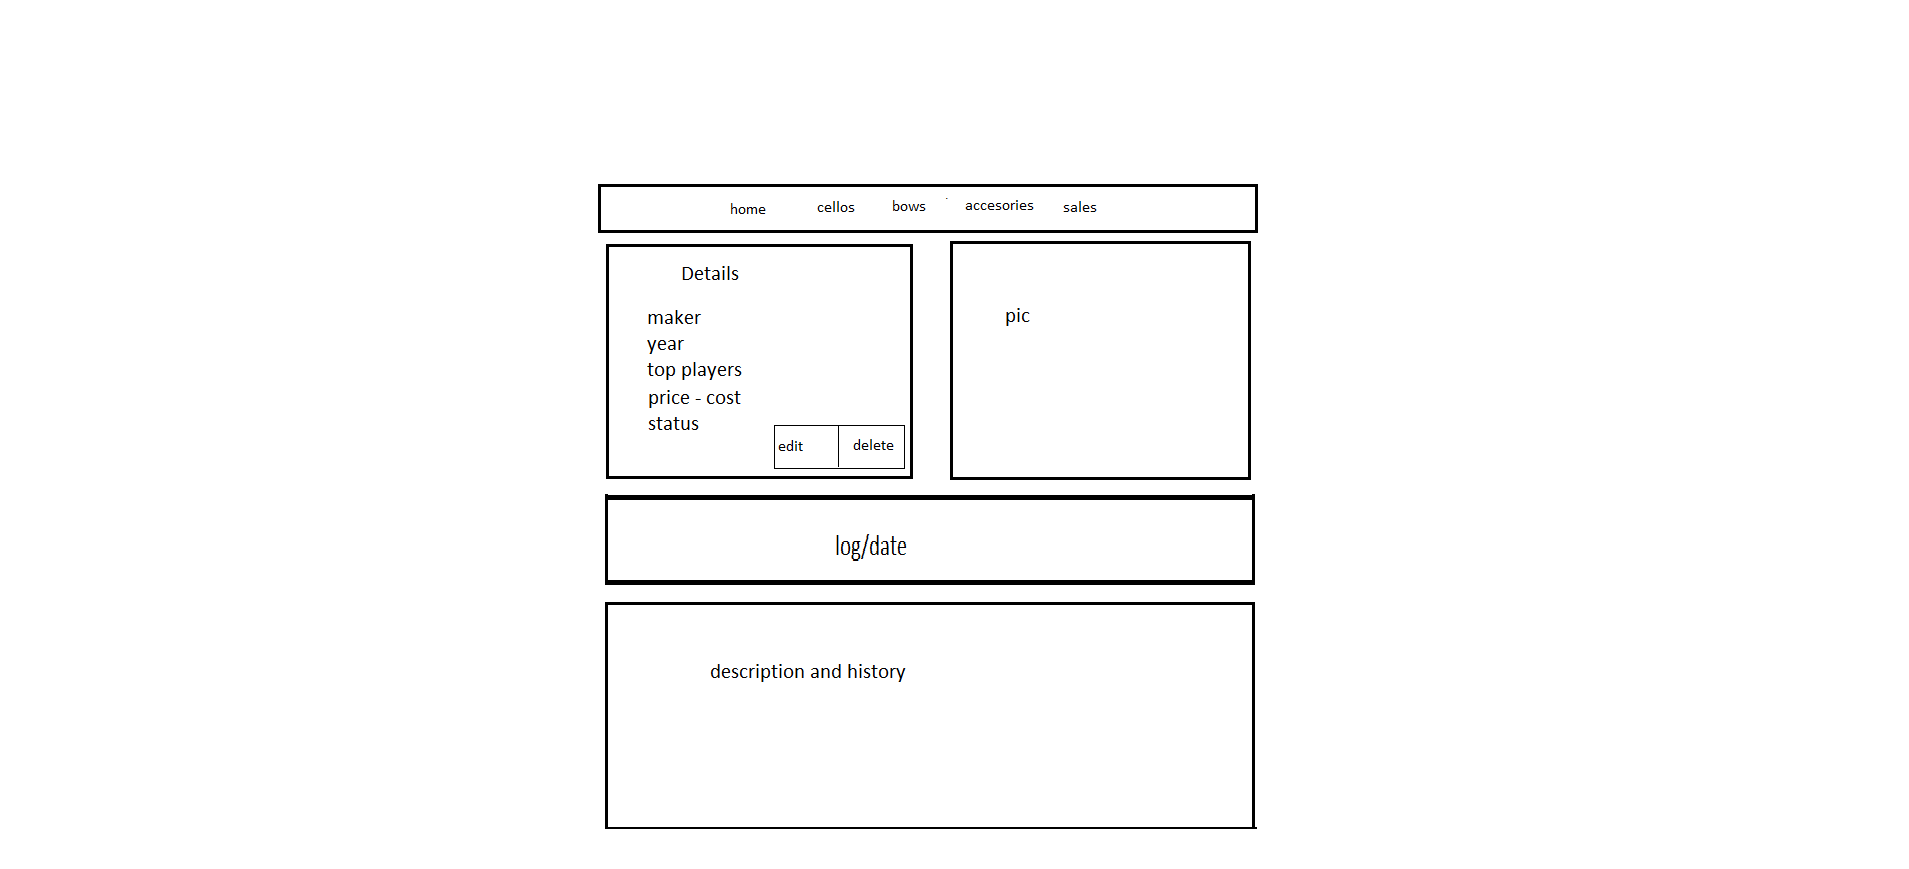 home cellos bows accesories sales
Details
maker
year
top players
price - cost
status
edit delete
pic
log/date
description and history